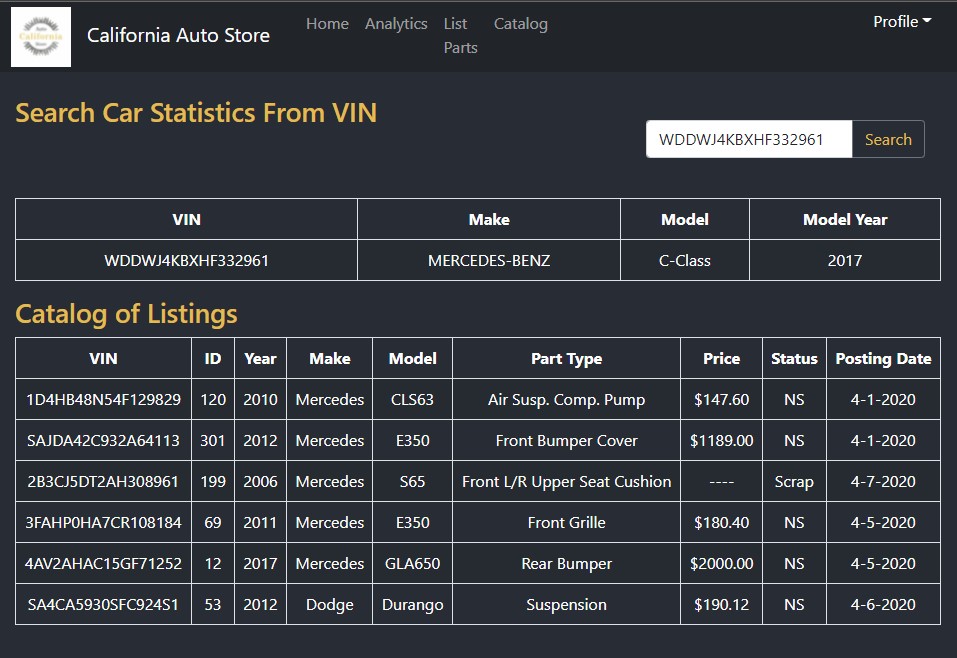 California
California Auto Store
Home Analytics List Parts Catalog
Profile
Search Car Statistics From VIN
WDDWJ4KBXHF332961 Search
VIN Make Model Model Year
WDDWJ4KBXHF332961 MERCEDES-BENZ C-Class 2017
Catalog of Listings
VIN ID Year Make Model Part Type Price Status Posting Date
1D4HB48N54F129829 120 2010 Mercedes CLS63 Air Susp. Comp. Pump $147.60 NS 4-1-2020
SAJDA42C932A64113 301 2012 Mercedes E350 Front Bumper Cover $1189.00 NS 4-1-2020
2B3CJ5DT2AH308961 199 2006 Mercedes S65 Front L/R Upper Seat Cushion ---- Scrap 4-7-2020
3FAHP0HA7CR108184 69 2011 Mercedes E350 Front Grille $180.40 NS 4-5-2020
4AV2AHAC15GF71252 12 2017 Mercedes GLA650 Rear Bumper $2000.00 NS 4-5-2020
SA4CA5930SFC924S1 53 2012 Dodge Durango Suspension $190.12 NS 4-6-2020